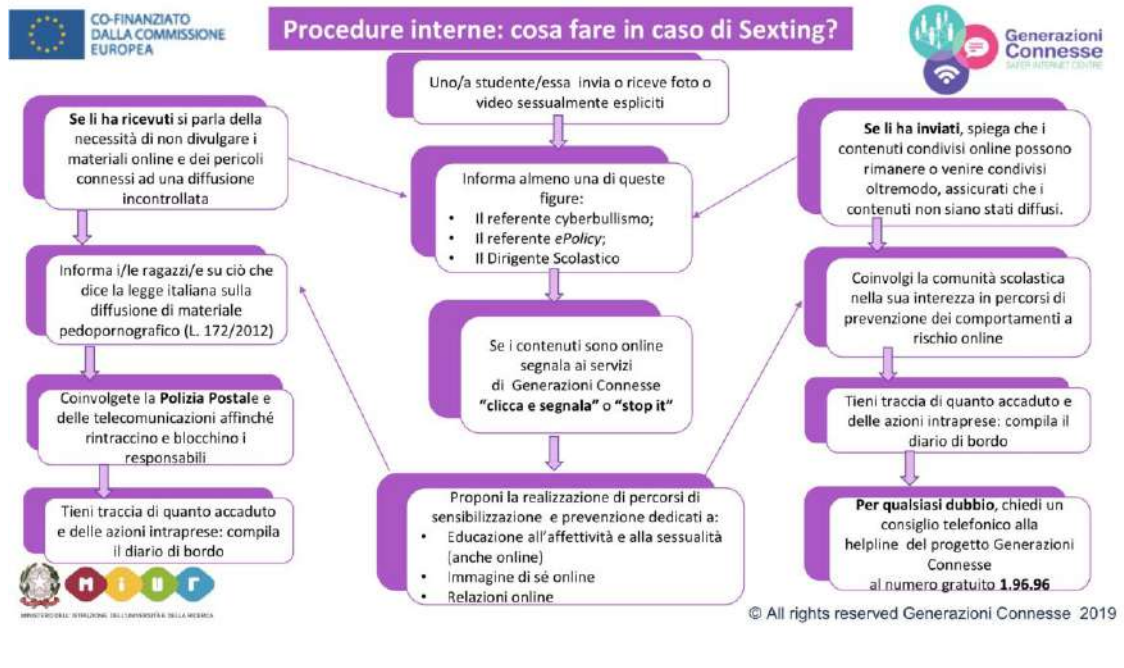 CO-FINANZIATO
DALLA COMMISSIONE
EUROPEA
Procedure interne: cosa fare in caso di Sexting?
Generazioni
Connesse
SAFER INTERNET CENTRE
Uno/a studente/essa invia o riceve foto o
video sessualmente espliciti
Se li ha ricevuti si parla della
necessità di non divulgare i
materiali online e dei pericoli
connessi ad una diffusione
incontrollata
Informa i/le ragazzi/e su ciò che
dice la legge italiana sulla
diffusione di materiale
pedopornografico (L. 172/2012)
Coinvolgete la Polizia Postale e
delle telecomunicazioni affinché
rintraccino e blocchino i
responsabili
Tieni traccia di quanto accaduto
e delle azioni intraprese: compila
il diario di bordo
Informa almeno una di queste
figure:
• Il referente cyberbullismo;
• Il referente ePolicy;
• Il Dirigente Scolastico
Se i contenuti sono online
segnala ai servizi
di Generazioni Connesse
“clicca e segnala” o “stop it”
Proponi la realizzazione di percorsi di
sensibilizzazione e prevenzione dedicati a:
• Educazione all'affettività e alla sessualità
(anche online)
• Immagine di sé online
• Relazioni online
Se li ha inviati, spiega che i
contenuti condivisi online possono
rimanere o venire condivisi
oltremodo, assicurati che i
contenuti non siano stati diffusi.
Coinvolgi la comunità scolastica
nella sua interezza in percorsi di
prevenzione dei comportamenti a
rischio online
Tieni traccia di quanto accaduto e
delle azioni intraprese: compila il
diario di bordo
Per qualsiasi dubbio, chiedi un
consiglio telefonico alla
helpline del progetto Generazioni
Connesse
al numero gratuito 1.96.96
MIUR
MINISTERO DELL'ISTRUZIONE DELL'UNIVERSITÀ E DELLA RICERCA
© All rights reserved Generazioni Connesse 2019